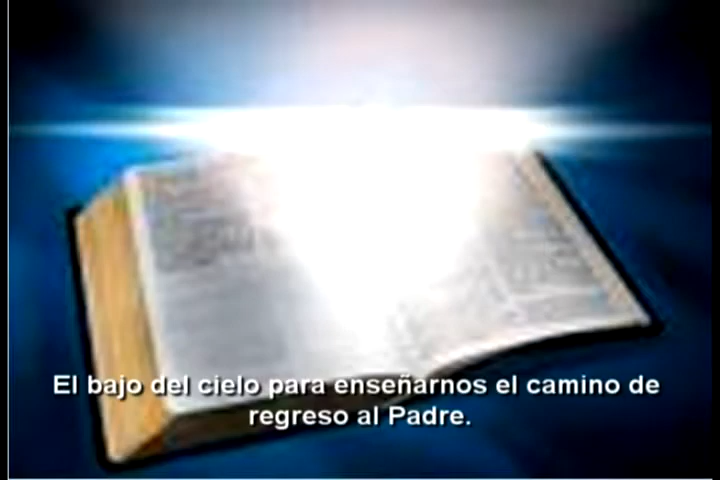 El bajo del cielo para enseñarnos el camino de
regreso al Padre.